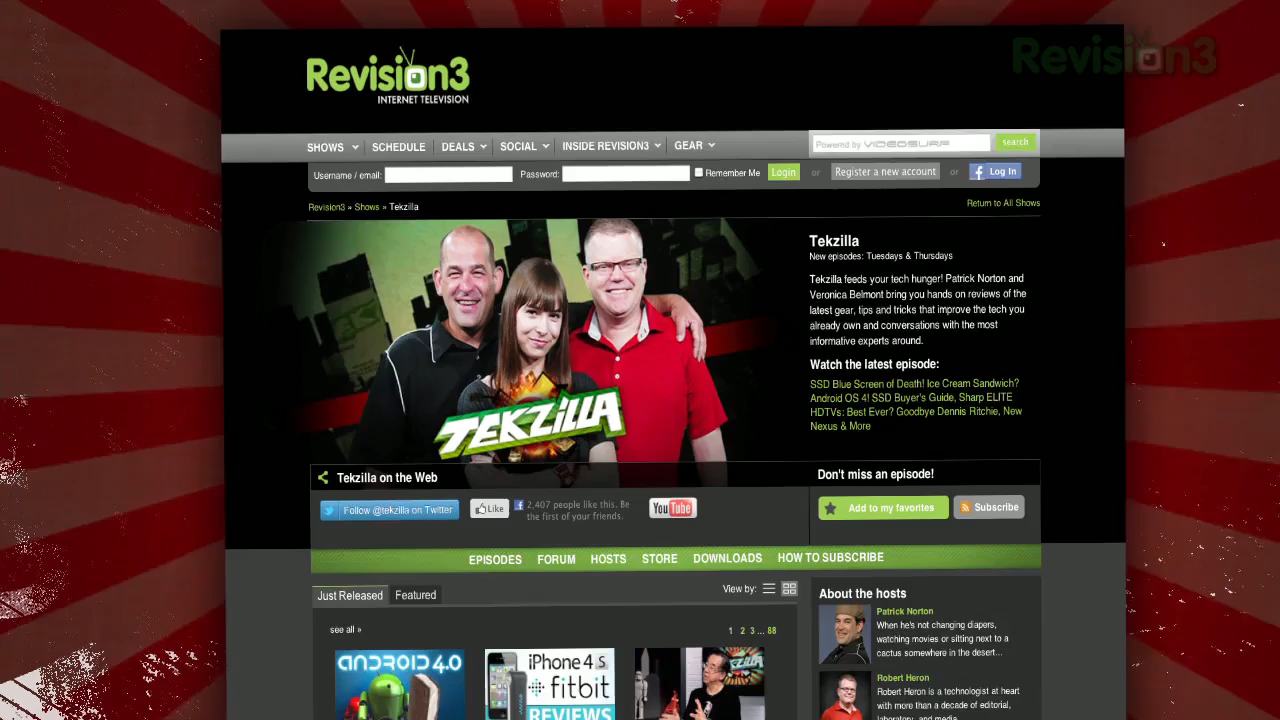 Revision3
INTERNET TELEVISION
Revision3
SHOWS
SCHEDULE
DEALS
SOCIAL
INSIDE REVISION3
GEAR
Powered by VIDEOSURF
search
Username / email:
Password:
Remember Me
Login
or
Register a new account
or
f Log In
Revision3 » Shows » Tekzilla
Return to All Shows
TEKZILLA
Tekzilla
New episodes: Tuesdays & Thursdays
Tekzilla feeds your tech hunger! Patrick Norton and
Veronica Belmont bring you hands on reviews of the
latest gear, tips and tricks that improve the tech you
already own and conversations with the most
informative experts around.
Watch the latest episode:
SSD Blue Screen of Death! Ice Cream Sandwich?
Android OS 4! SSD Buyer's Guide, Sharp ELITE
HDTVs: Best Ever? Goodbye Dennis Ritchie, New
Nexus & More
Tekzilla on the Web
Follow @tekzilla on Twitter
Like
f 2,407 people like this. Be
the first of your friends.
YouTube
Don't miss an episode!
Add to my favorites
Subscribe
EPISODES
FORUM
HOSTS
STORE
DOWNLOADS
HOW TO SUBSCRIBE
Just Released
Featured
View by:
see all »
1 2 3 ... 88
ANDROID 4.0
iPhone 4S
+ fitbit
REVIEWS
TEKZILLA
About the hosts
Patrick Norton
When he's not changing diapers,
watching movies or sitting next to a
cactus somewhere in the desert...
Robert Heron
Robert Heron is a technologist at heart
with more than a decade of editorial,
laboratory, and media